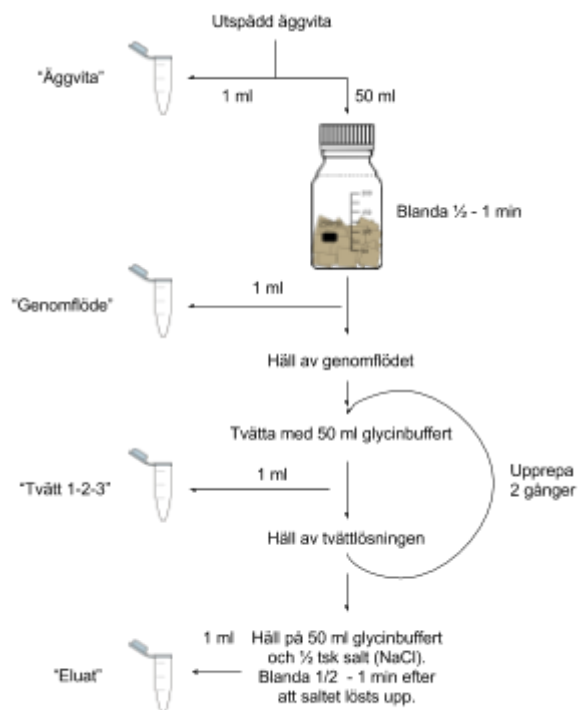 Utspädd äggvita
“Äggvita”
1 ml
50 ml
Blanda ½ - 1 min
1 ml
“Genomflöde”
Häll av genomflödet
Tvätta med 50 ml glycinbuffert
1 ml
“Tvätt 1-2-3”
Upprepa
2 gånger
Häll av tvättlösningen
1 ml
“Eluat”
Häll på 50 ml glycinbuffert
och ½ tsk salt (NaCl).
Blanda 1/2 - 1 min efter
att saltet lösts upp.